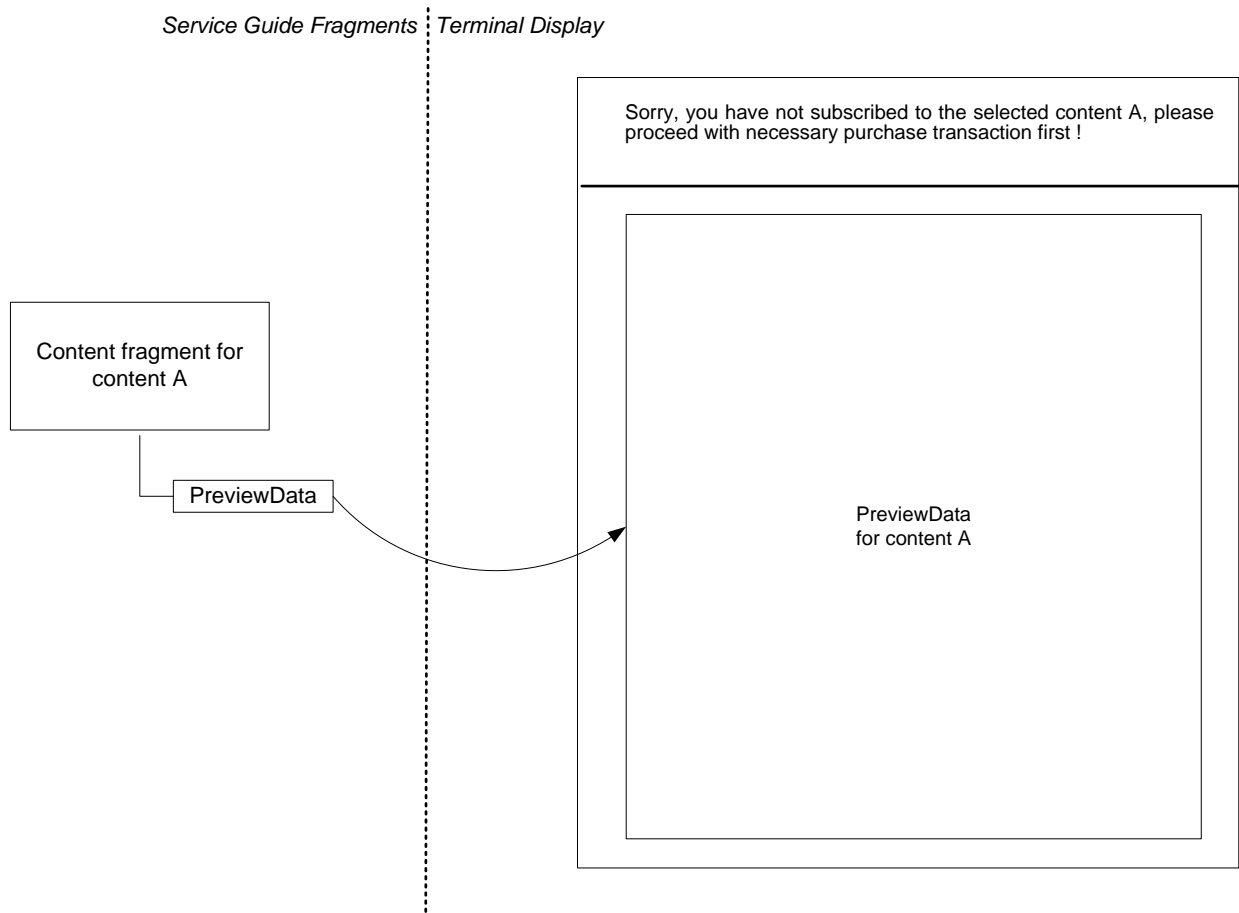 Service Guide Fragments
Terminal Display
Sorry, you have not subscribed to the selected content A, please
proceed with necessary purchase transaction first !
Content fragment for
content A
PreviewData
PreviewData
for content A